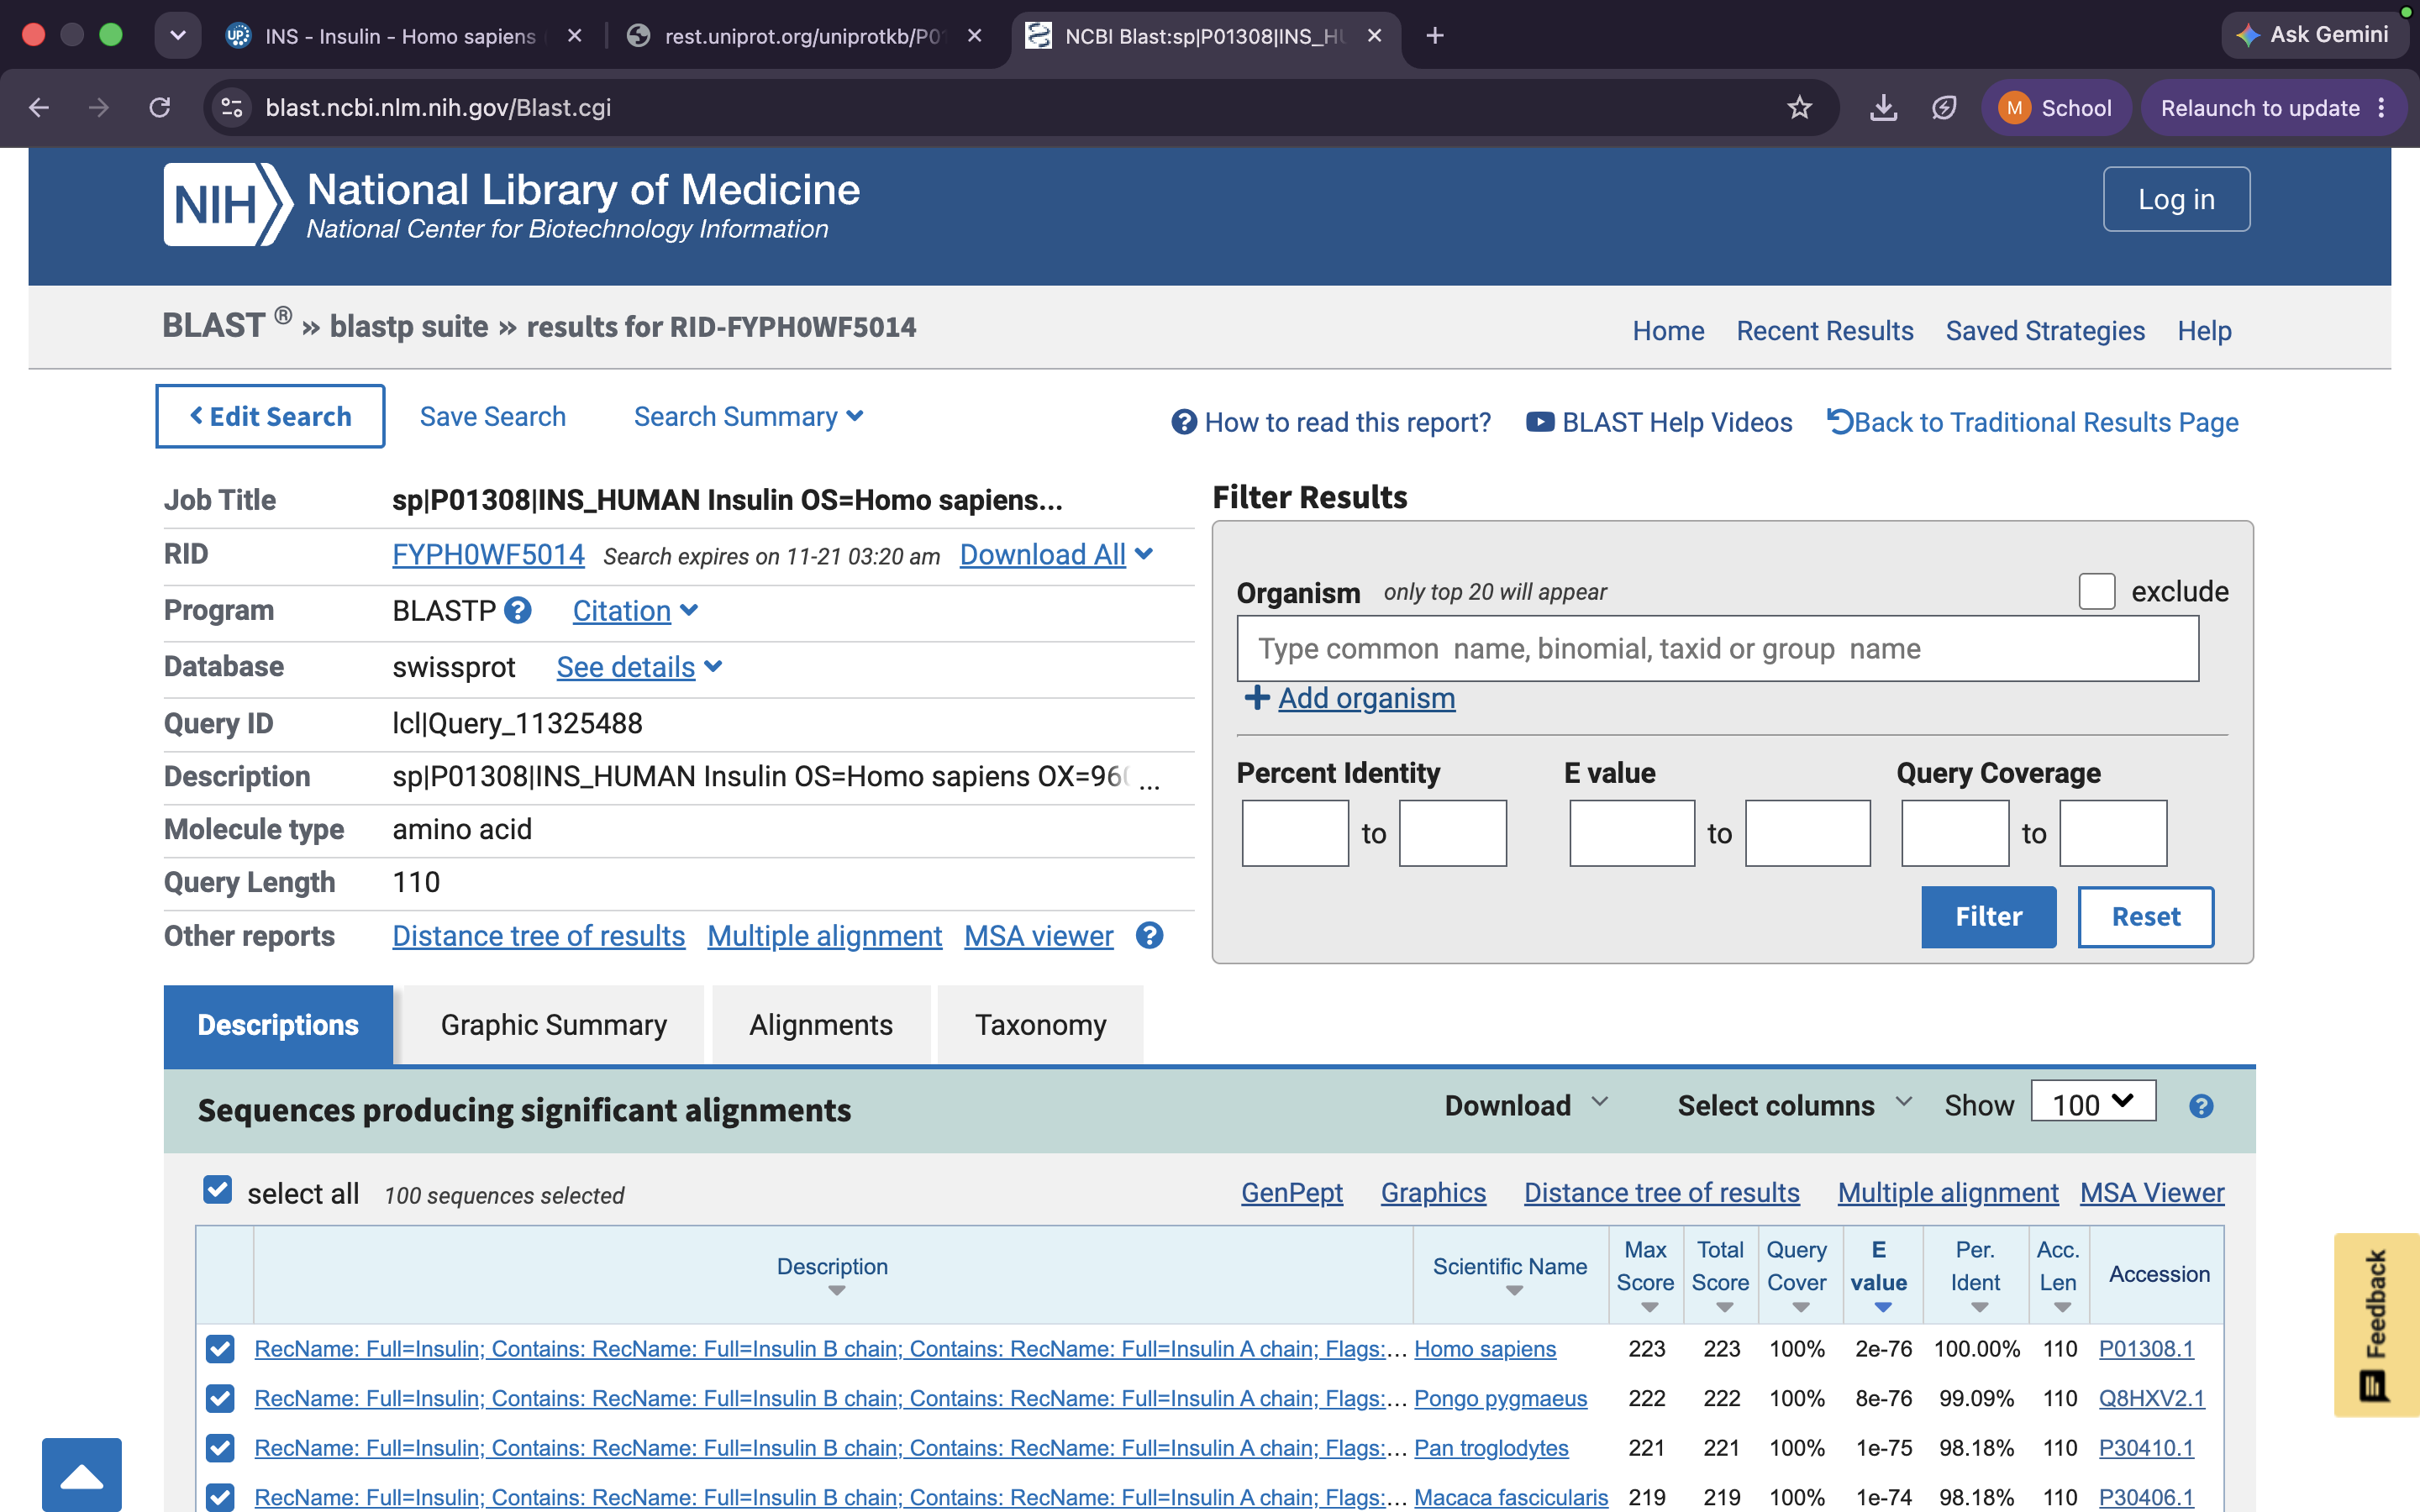 INS - Insulin - Homo sapiens
rest.uniprot.org/uniprotkb/P01
NCBI Blast:sp|P01308|INS_HU
Ask Gemini
blast.ncbi.nlm.nih.gov/Blast.cgi
M School
Relaunch to update
NIH National Library of Medicine
National Center for Biotechnology Information
Log in
BLAST ® » blastp suite » results for RID-FYPH0WF5014
Home Recent Results Saved Strategies Help
Edit Search Save Search Search Summary
How to read this report? BLAST Help Videos Back to Traditional Results Page
Job Title sp|P01308|INS_HUMAN Insulin OS=Homo sapiens...
RID FYPH0WF5014 Search expires on 11-21 03:20 am Download All
Program BLASTP Citation
Database swissprot See details
Query ID lcl|Query_11325488
Description sp|P01308|INS_HUMAN Insulin OS=Homo sapiens OX=960 ...
Molecule type amino acid
Query Length 110
Other reports Distance tree of results Multiple alignment MSA viewer
Filter Results
Organism only top 20 will appear exclude
Type common name, binomial, taxid or group name
Add organism
Percent Identity E value Query Coverage
to to to
Filter Reset
Descriptions Graphic Summary Alignments Taxonomy
Sequences producing significant alignments Download Select columns Show 100
select all 100 sequences selected GenPept Graphics Distance tree of results Multiple alignment MSA Viewer
Description Scientific Name Max Score Total Score Query Cover E value Per. Ident Acc. Len Accession
RecName: Full=Insulin; Contains: RecName: Full=Insulin B chain; Contains: RecName: Full=Insulin A chain; Flags:... Homo sapiens 223 223 100% 2e-76 100.00% 110 P01308.1
RecName: Full=Insulin; Contains: RecName: Full=Insulin B chain; Contains: RecName: Full=Insulin A chain; Flags:... Pongo pygmaeus 222 222 100% 8e-76 99.09% 110 Q8HXV2.1
RecName: Full=Insulin; Contains: RecName: Full=Insulin B chain; Contains: RecName: Full=Insulin A chain; Flags:... Pan troglodytes 221 221 100% 1e-75 98.18% 110 P30410.1
RecName: Full=Insulin; Contains: RecName: Full=Insulin B chain; Contains: RecName: Full=Insulin A chain; Flags:... Macaca fascicularis 219 219 100% 1e-74 98.18% 110 P30406.1
Feedback